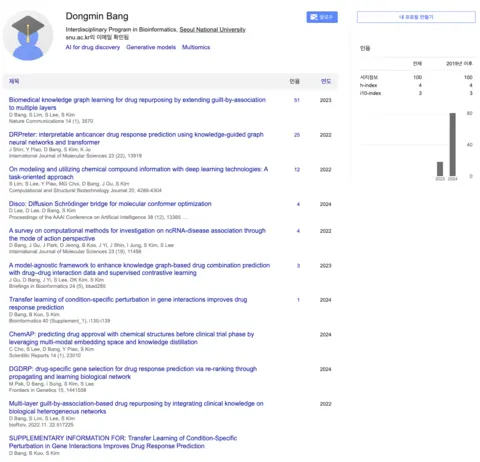 Dongmin Bang
팔로우
내 프로필 만들기
Interdisciplinary Program in Bioinformatics, Seoul National University
snu.ac.kr의 이메일 확인됨
AI for drug discovery Generative models Multiomics
인용
전체 2019년 이후
서지정보 100 100
h-index 4 4
i10-index 3 3
80
40
0
2023 2024
제목 인용 연도
Biomedical knowledge graph learning for drug repurposing by extending guilt-by-association 51 2023
to multiple layers
D Bang, S Lim, S Lee, S Kim
Nature Communications 14 (1), 3570
DRPreter: interpretable anticancer drug response prediction using knowledge-guided graph 25 2022
neural networks and transformer
J Shin, Y Piao, D Bang, S Kim, K Jo
International Journal of Molecular Sciences 23 (22), 13919
On modeling and utilizing chemical compound information with deep learning technologies: A 12 2022
task-oriented approach
S Lim, S Lee, Y Piao, MG Choi, D Bang, J Gu, S Kim
Computational and Structural Biotechnology Journal 20, 4288-4304
Disco: Diffusion Schrödinger bridge for molecular conformer optimization 4 2024
D Lee, D Lee, D Bang, S Kim
Proceedings of the AAAI Conference on Artificial Intelligence 38 (12), 13365 ...
A survey on computational methods for investigation on ncRNA-disease association through 4 2022
the mode of action perspective
D Bang, J Gu, J Park, D Jeong, B Koo, J Yi, J Shin, I Jung, S Kim, S Lee
International Journal of Molecular Sciences 23 (19), 11498
A model-agnostic framework to enhance knowledge graph-based drug combination prediction 3 2023
with drug–drug interaction data and supervised contrastive learning
J Gu, D Bang, J Yi, S Lee, DK Kim, S Kim
Briefings in Bioinformatics 24 (5), bbad285
Transfer learning of condition-specific perturbation in gene interactions improves drug 1 2024
response prediction
D Bang, B Koo, S Kim
Bioinformatics 40 (Supplement_1), i130-i139
ChemAP: predicting drug approval with chemical structures before clinical trial phase by 2024
leveraging multi-modal embedding space and knowledge distillation
C Cho, S Lee, D Bang, Y Piao, S Kim
Scientific Reports 14 (1), 23010
DGDRP: drug-specific gene selection for drug response prediction via re-ranking through 2024
propagating and learning biological network
M Pak, D Bang, I Sung, S Kim, S Lee
Frontiers in Genetics 15, 1441558
Multi-layer guilt-by-association-based drug repurposing by integrating clinical knowledge on 2022
biological heterogeneous networks
D Bang, S Lim, S Lee, S Kim
bioRxiv, 2022.11. 22.517225
SUPPLEMENTARY INFORMATION FOR: Transfer Learning of Condition-Specific
Perturbation in Gene Interactions Improves Drug Response Prediction
D Bang, B Koo, S Kim